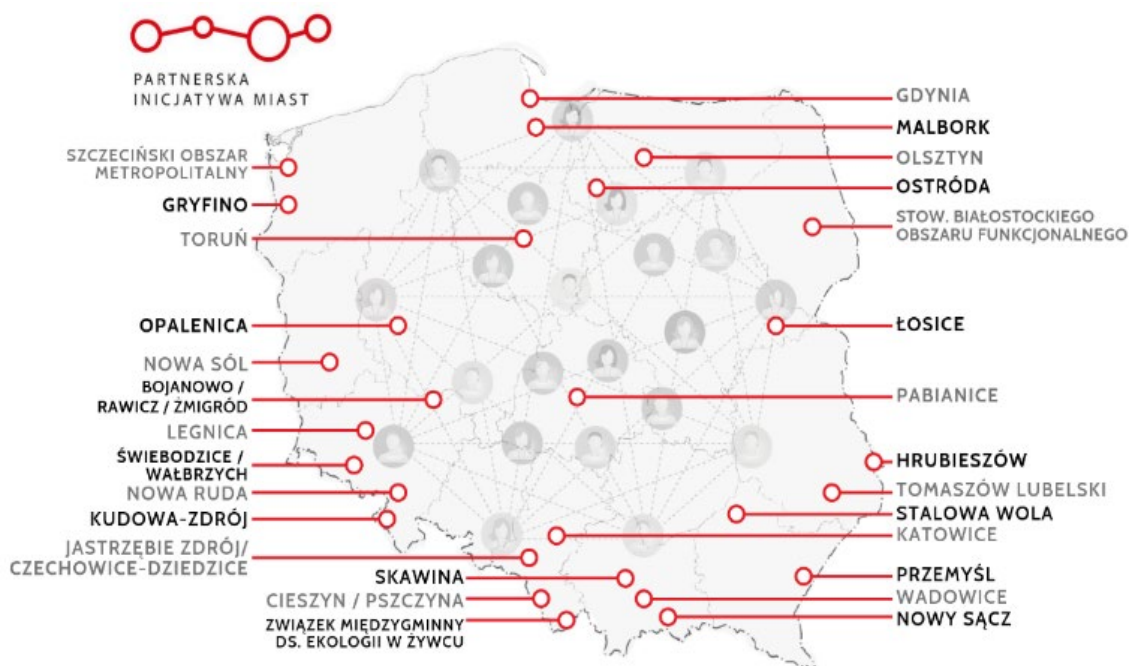 PARTNERSKA
INICJATYWA MIAST
SZCZECIŃSKI OBSZAR
METROPOLITALNY
GRYFINO
TORUŃ
OPALENICA
NOWA SÓL
BOJANOWO /
RAWICZ / ŻMIGRÓD
LEGNICA
ŚWIEBODZICE /
WAŁBRZYCH
NOWA RUDA
KUDOWA-ZDRÓJ
JASTRZĘBIE ZDRÓJ/
CZECHOWICE-DZIEDZICE
SKAWINA
CIESZYN / PSZCZYNA
ZWIĄZEK MIĘDZYGMINNY
DS. EKOLOGII W ŻYWCU
GDYNIA
MALBORK
OLSZTYN
OSTRÓDA
STOW. BIAŁOSTOCKIEGO
OBSZARU FUNKCJONALNEGO
ŁOSICE
PABIANICE
HRUBIESZÓW
TOMASZÓW LUBELSKI
STALOWA WOLA
KATOWICE
PRZEMYŚL
WADOWICE
NOWY SĄCZ